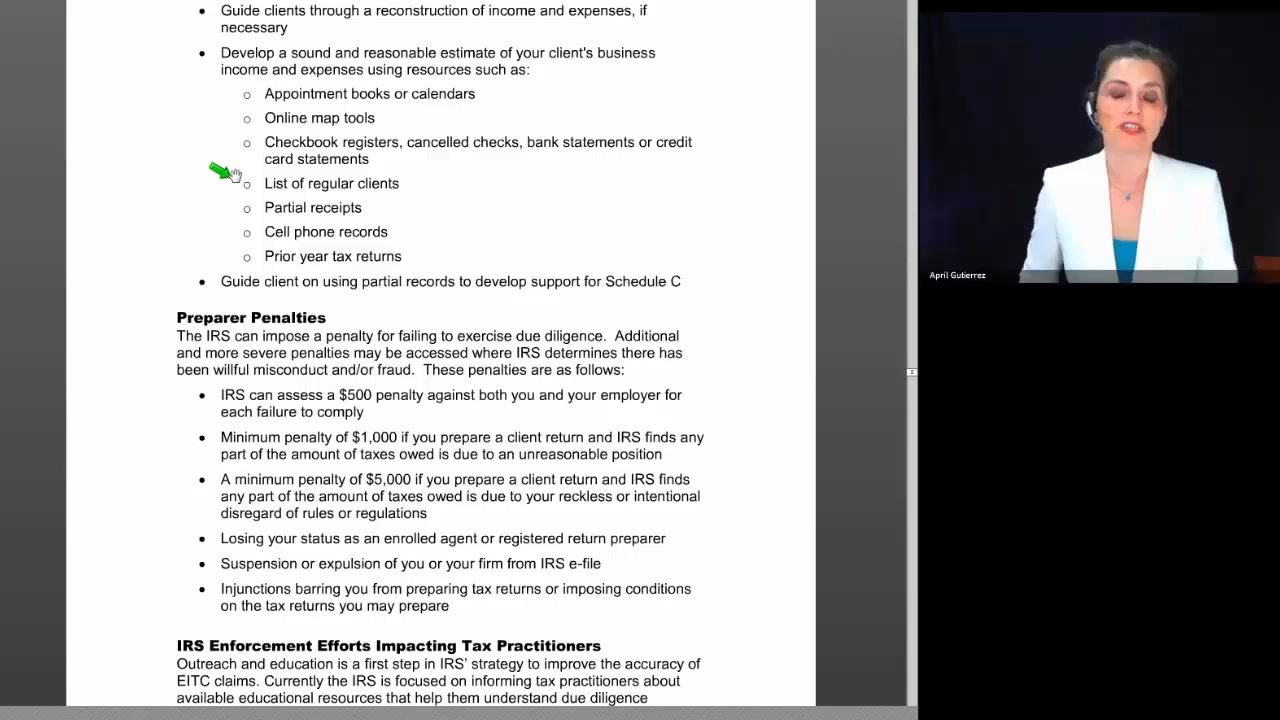 Guide clients through a reconstruction of income and expenses, if
necessary
Develop a sound and reasonable estimate of your client's business
income and expenses using resources such as:
Appointment books or calendars
Online map tools
Checkbook registers, cancelled checks, bank statements or credit
card statements
List of regular clients
Partial receipts
Cell phone records
Prior year tax returns
Guide client on using partial records to develop support for Schedule C
Preparer Penalties
The IRS can impose a penalty for failing to exercise due diligence.  Additional
and more severe penalties may be accessed where IRS determines there has
been willful misconduct and/or fraud.  These penalties are as follows:
IRS can assess a $500 penalty against both you and your employer for
each failure to comply
Minimum penalty of $1,000 if you prepare a client return and IRS finds any
part of the amount of taxes owed is due to an unreasonable position
A minimum penalty of $5,000 if you prepare a client return and IRS finds
any part of the amount of taxes owed is due to your reckless or intentional
disregard of rules or regulations
Losing your status as an enrolled agent or registered return preparer
Suspension or expulsion of you or your firm from IRS e-file
Injunctions barring you from preparing tax returns or imposing conditions
on the tax returns you may prepare
IRS Enforcement Efforts Impacting Tax Practitioners
Outreach and education is a first step in IRS' strategy to improve the accuracy of
EITC claims. Currently the IRS is focused on informing tax practitioners about
available educational resources that help them understand due diligence
April Gutierrez